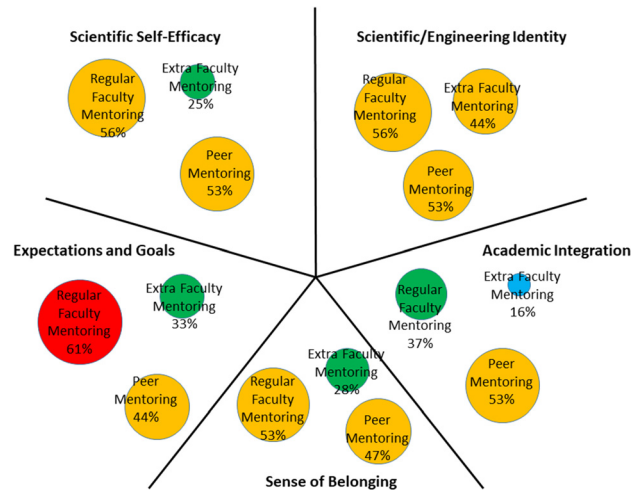 Scientific Self-Efficacy
Regular
Faculty
Mentoring
56%
Extra Faculty
Mentoring
25%
Peer
Mentoring
53%
Scientific/Engineering Identity
Regular
Faculty
Mentoring
56%
Extra Faculty
Mentoring
44%
Peer
Mentoring
53%
Expectations and Goals
Regular
Faculty
Mentoring
61%
Extra Faculty
Mentoring
33%
Peer
Mentoring
44%
Academic Integration
Regular
Faculty
Mentoring
37%
Extra Faculty
Mentoring
16%
Peer
Mentoring
53%
Regular
Faculty
Mentoring
53%
Extra Faculty
Mentoring
28%
Peer
Mentoring
47%
Sense of Belonging